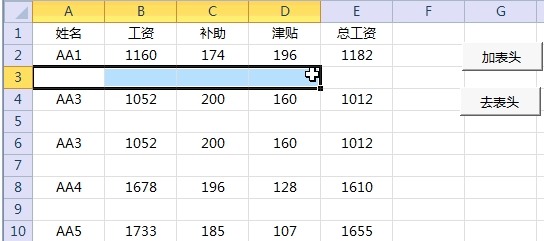 A B C D E F G
1 姓名 工资 补助 津贴 总工资
2 AA1 1160 174 196 1182 加表头
3
4 AA3 1052 200 160 1012 去表头
5
6 AA3 1052 200 160 1012
7
8 AA4 1678 196 128 1610
9
10 AA5 1733 185 107 1655